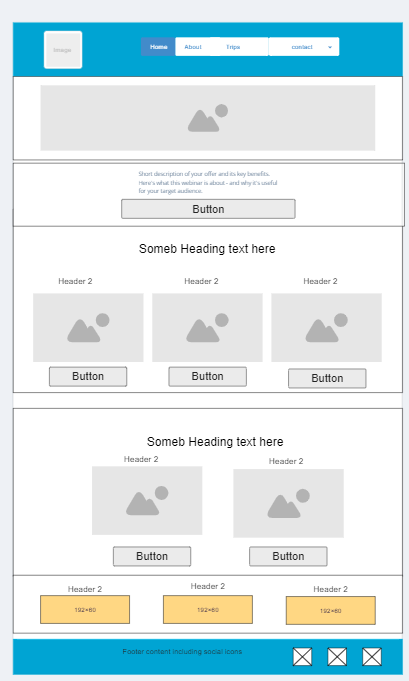 Image
Home About Trips contact
Short description of your offer and its key benefits.
Here's what this webinar is about - and why it's useful
for your target audience.
Button
Someb Heading text here
Header 2 Header 2 Header 2
Button Button Button
Someb Heading text here
Header 2 Header 2
Button Button
Header 2 Header 2 Header 2
192×60 192×60 192×60
Footer content including social icons